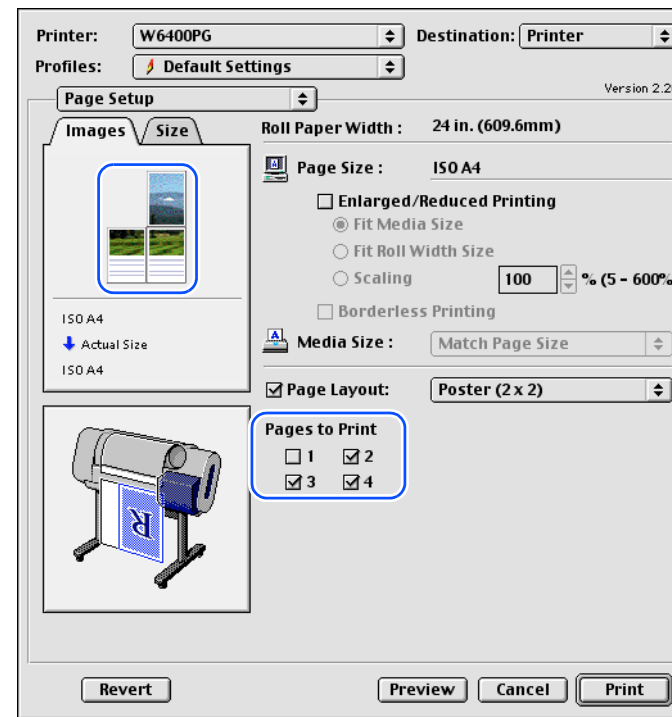 Printer: W6400PG Destination: Printer
Profiles: Default Settings
Version 2.2
Page Setup
Images Size
Roll Paper Width : 24 in. (609.6mm)
Page Size : ISO A4
Enlarged/Reduced Printing
Fit Media Size
Fit Roll Width Size
Scaling 100 % (5 - 600%
Borderless Printing
ISO A4
Actual Size
ISO A4
Media Size : Match Page Size
Page Layout: Poster (2 x 2)
Pages to Print
1 2
3 4
R
Revert Preview Cancel Print